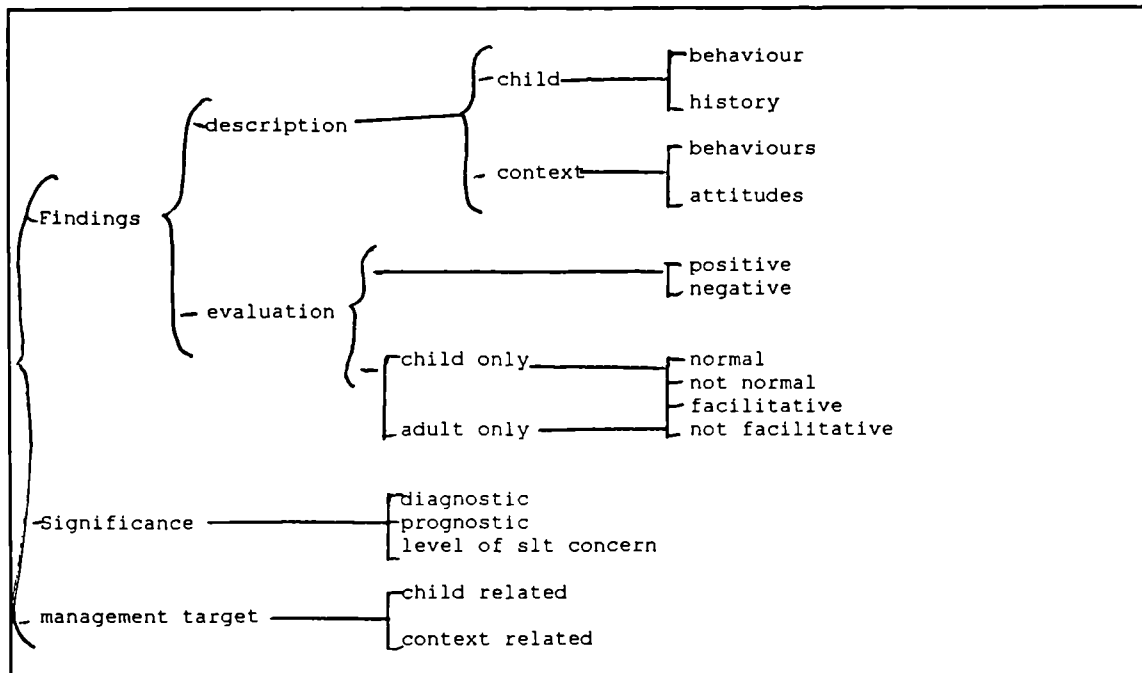 behaviour
child
history
description
behaviours
context
attitudes
Findings
positive
negative
evaluation
child only
normal
not normal
facilitative
adult only
not facilitative
diagnostic
Significance
prognostic
level of slt concern
child related
management target
context related